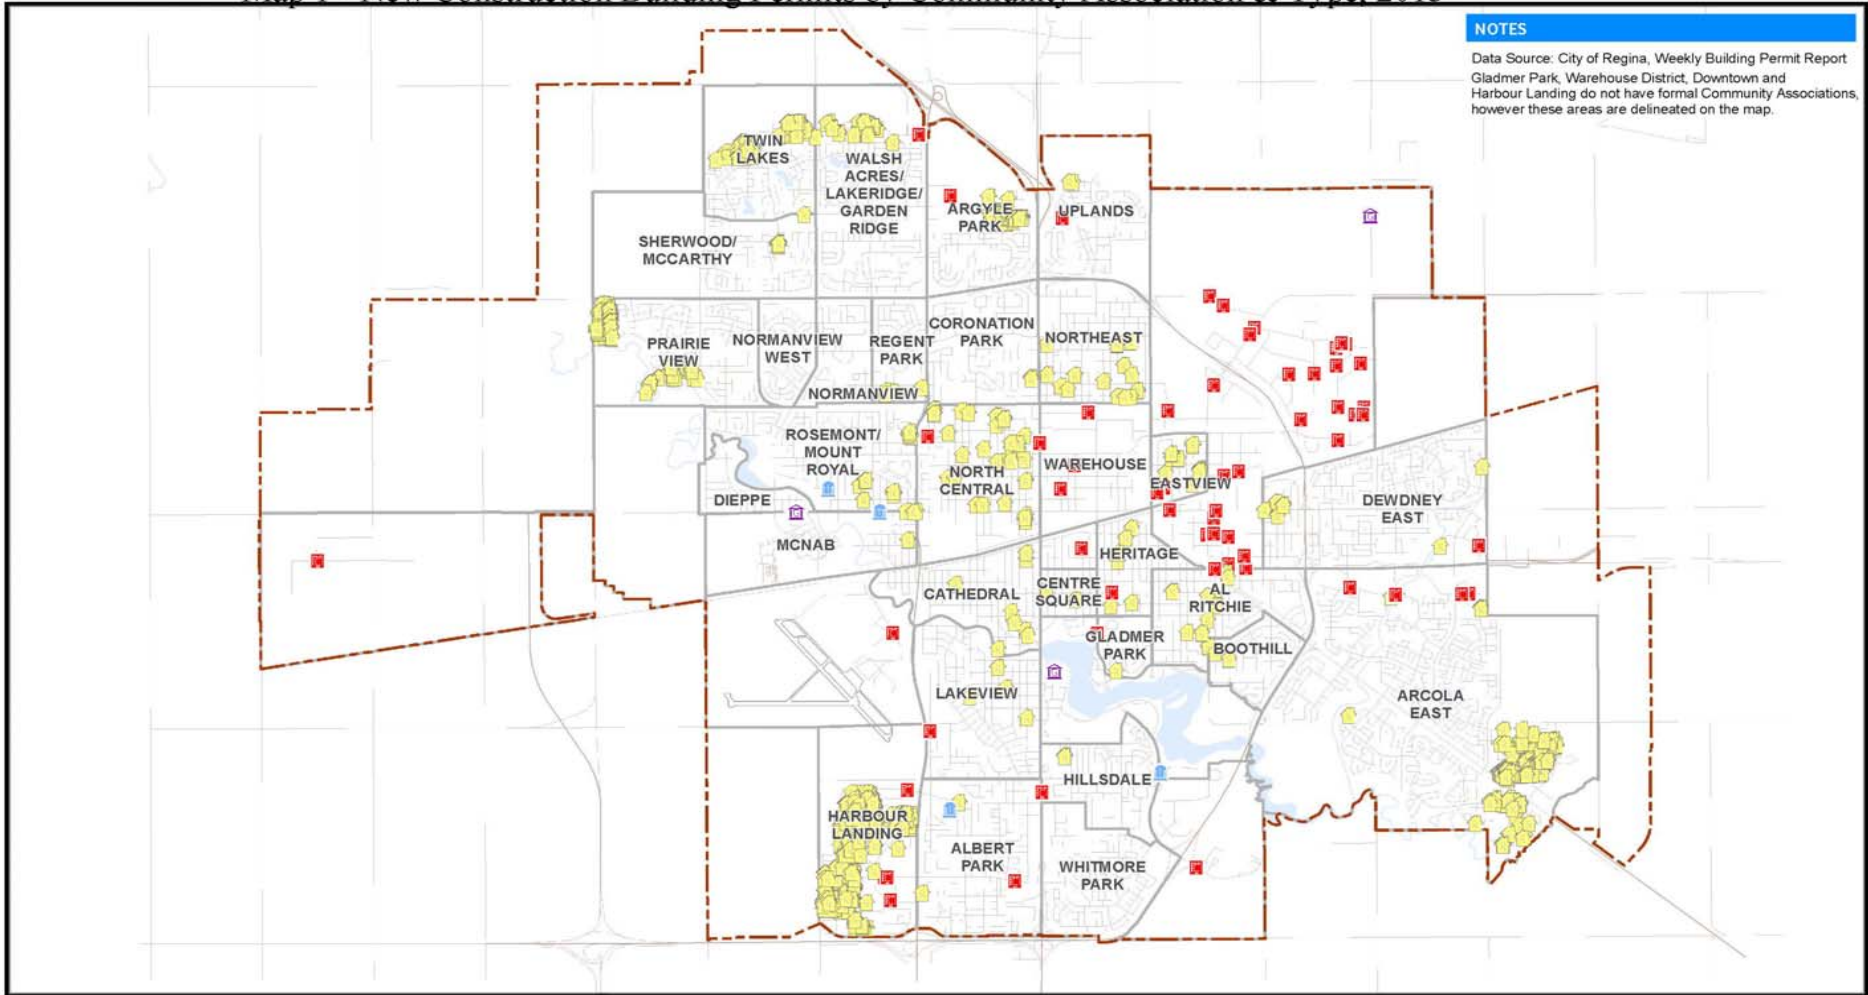 NOTES
Data Source: City of Regina, Weekly Building Permit Report
Gladmer Park, Warehouse District, Downtown and
Harbour Landing do not have formal Community Associations,
however these areas are delineated on the map.
TWIN
LAKES
WALSH
ACRES/
LAKERIDGE/
GARDEN
RIDGE
ARGYLE
PARK
UPLANDS
SHERWOOD/
MCCARTHY
PRAIRIE
VIEW
NORMANVIEW
WEST
REGENT
PARK
CORONATION
PARK
NORTHEAST
NORMANVIEW
ROSEMONT/
MOUNT
ROYAL
DIEPPE
NORTH
CENTRAL
WAREHOUSE
EASTVIEW
DEWDNEY
EAST
MCNAB
HERITAGE
CATHEDRAL
CENTRE
SQUARE
AL
RITCHIE
GLADMER
PARK
BOOTHILL
LAKEVIEW
ARCOLA
EAST
HILLSDALE
HARBOUR
LANDING
ALBERT
PARK
WHITMORE
PARK